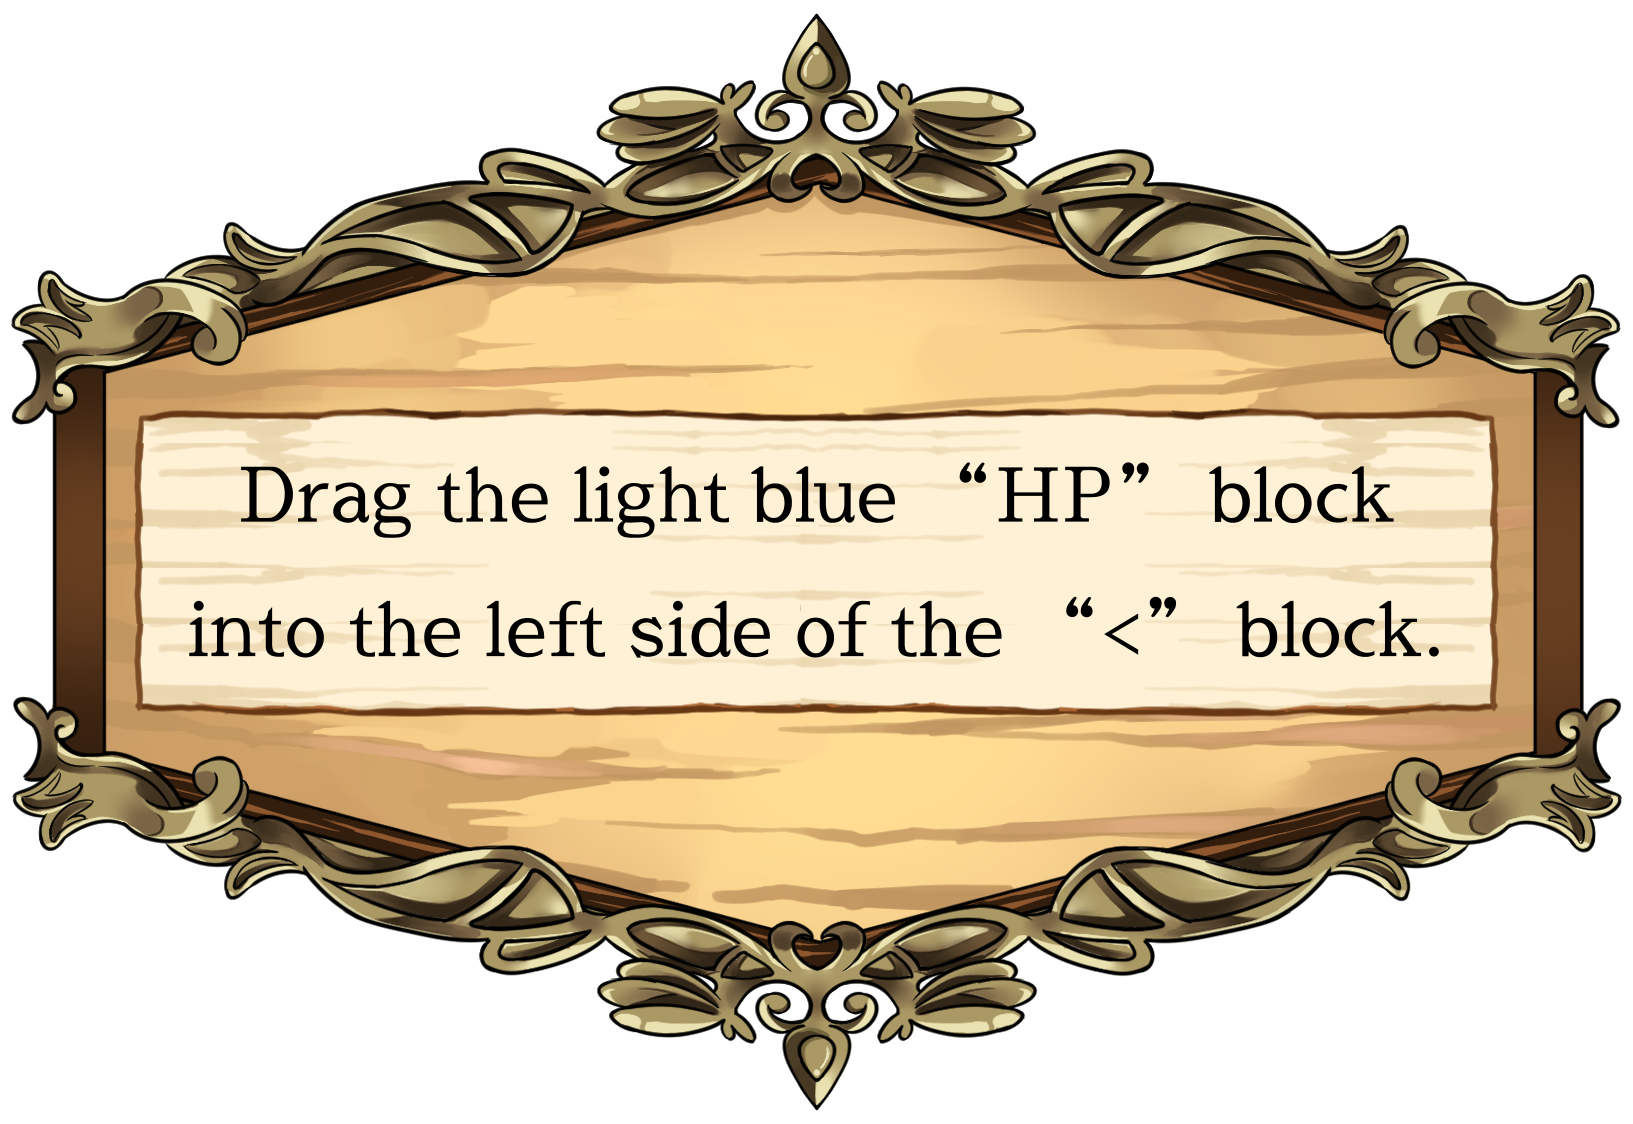 Drag the light blue “HP” block
into the left side of the “<” block.